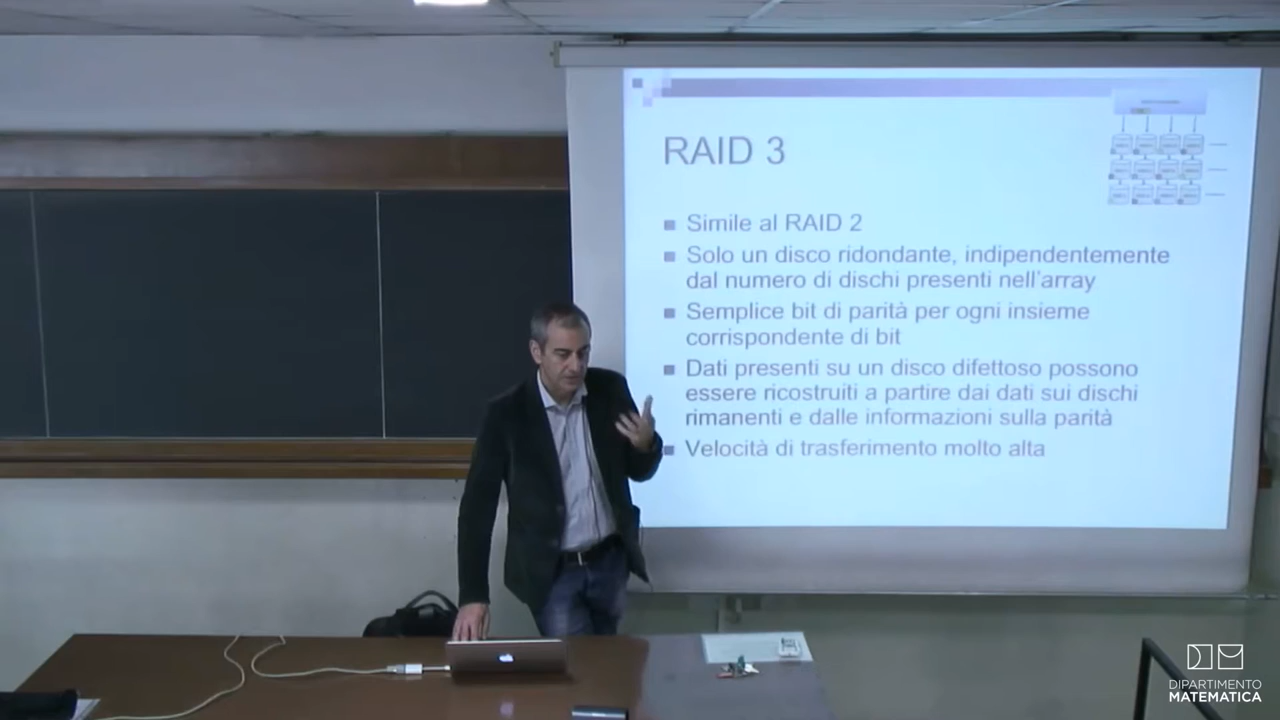 RAID 3
Simile al RAID 2
Solo un disco ridondante, indipendentemente
dal numero di dischi presenti nell'array
Semplice bit di parità per ogni insieme
corrispondente di bit
Dati presenti su un disco difettoso possono
essere ricostruiti a partire dai dati sui dischi
rimanenti e dalle informazioni sulla parità
Velocità di trasferimento molto alta
DIPARTIMENTO
MATEMATICA